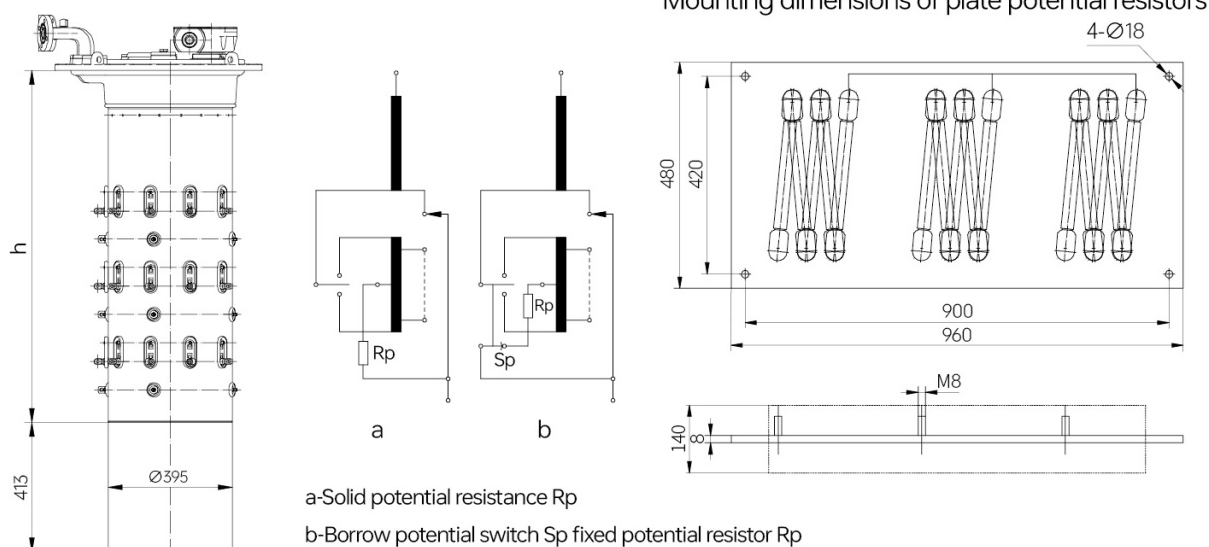 Mounting dimensions of plate potential resistors
4-Ø18
h
413
Ø395
Rp
a
Rp
Sp
b
a-Solid potential resistance Rp
b-Borrow potential switch Sp fixed potential resistor Rp
480
420
900
960
M8
140
8